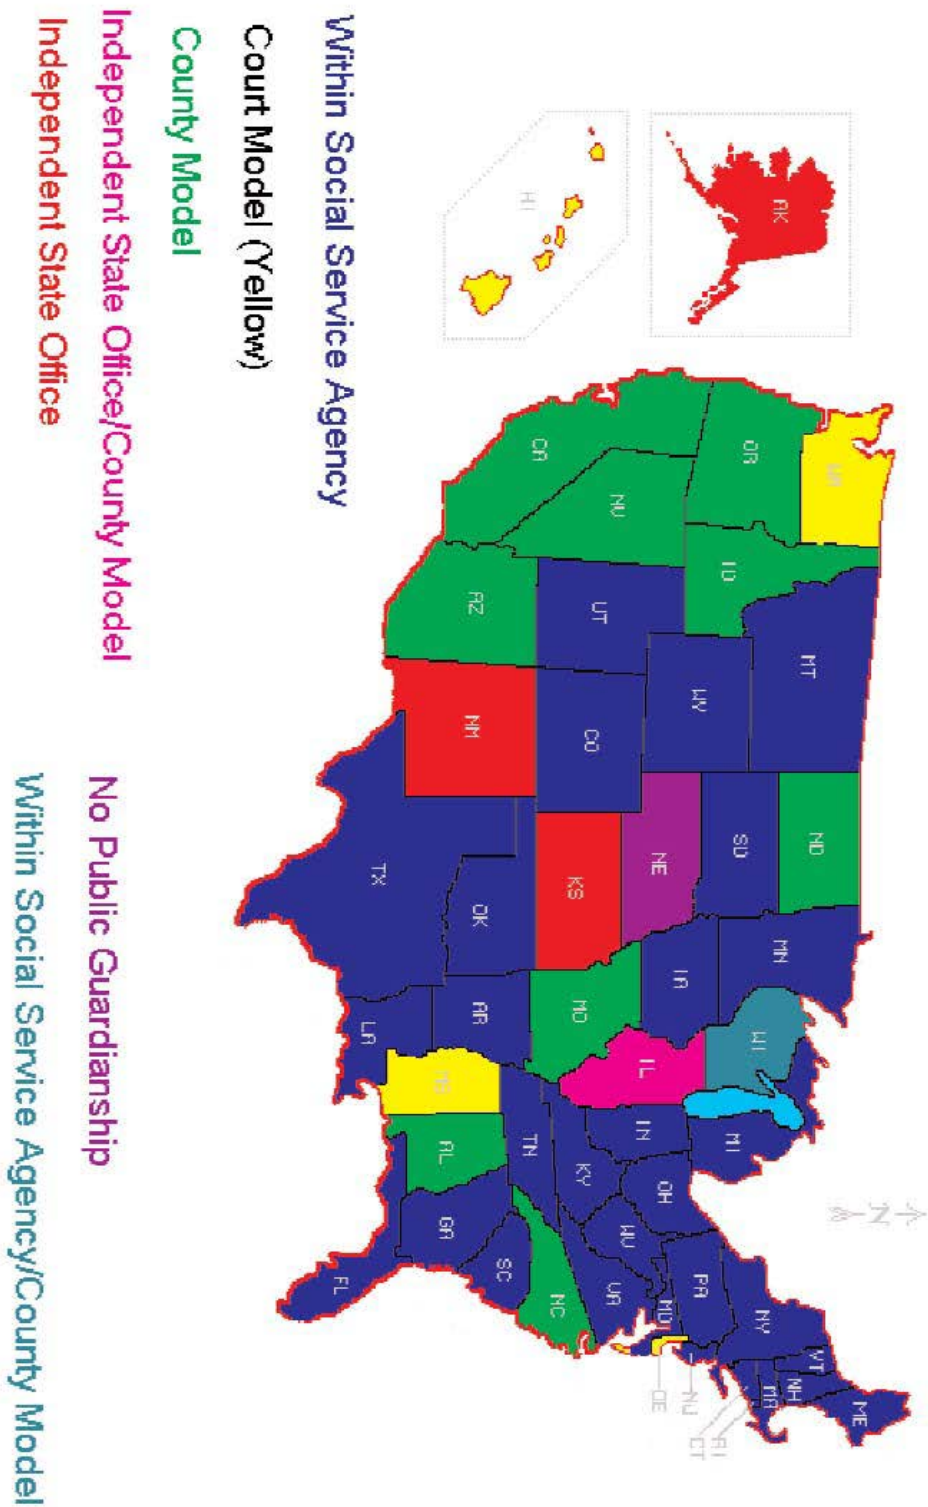 AK
HI
WA
OR
CA
NV
ID
AZ
UT
MT
WY
CO
NM
ND
SD
NE
KS
OK
TX
MN
IA
MO
AR
LA
WI
IL
MS
MI
IN
KY
TN
AL
OH
WV
VA
NC
SC
GA
FL
PA
MD
NY
VT
NH
MA
ME
DE
NJ
CT
RI
N
Within Social Service Agency
Court Model (Yellow)
County Model
Independent State Office/County Model
Independent State Office
No Public Guardianship
Within Social Service Agency/County Model